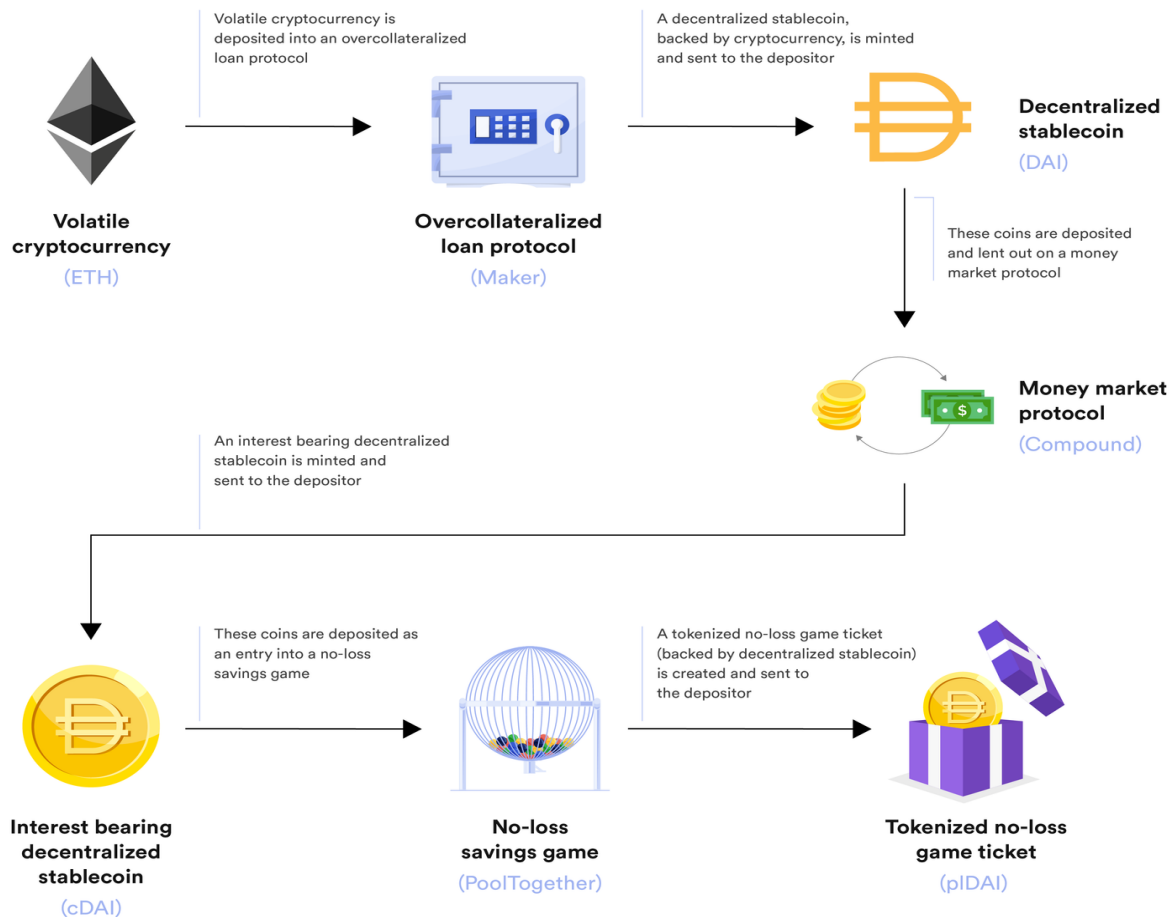 Volatile cryptocurrency is
deposited into an overcollateralized
loan protocol
A decentralized stablecoin,
backed by cryptocurrency, is minted
and sent to the depositor
Volatile
cryptocurrency
(ETH)
Overcollateralized
loan protocol
(Maker)
Decentralized
stablecoin
(DAI)
These coins are deposited
and lent out on a money
market protocol
$
Money market
protocol
(Compound)
An interest bearing decentralized
stablecoin is minted and
sent to the depositor
These coins are deposited as
an entry into a no-loss
savings game
A tokenized no-loss game ticket
(backed by decentralized stablecoin)
is created and sent to
the depositor
Interest bearing
decentralized
stablecoin
(cDAI)
No-loss
savings game
(PoolTogether)
Tokenized no-loss
game ticket
(plDAI)